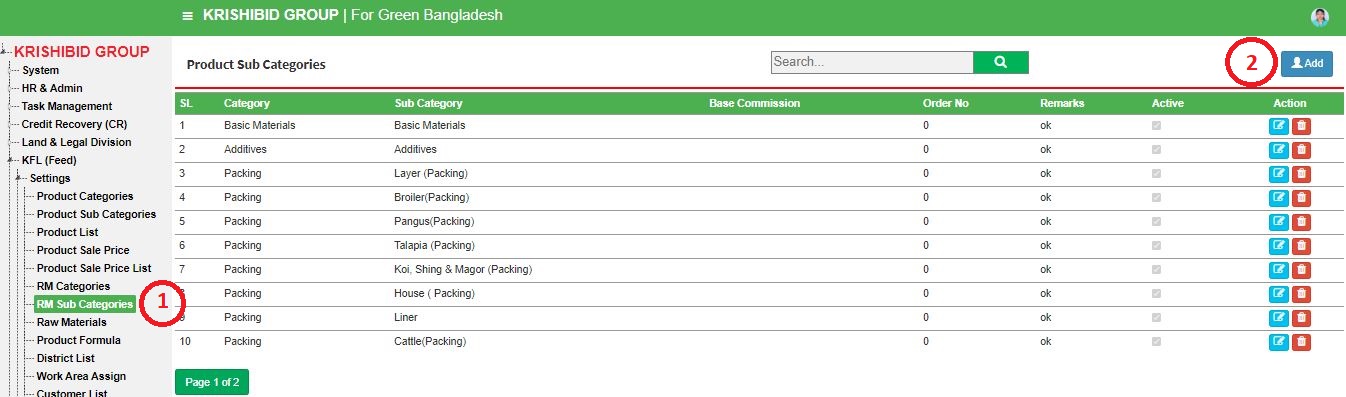 ≡ KRISHIBID GROUP | For Green Bangladesh
KRISHIBID GROUP
System
HR & Admin
Task Management
Credit Recovery (CR)
Land & Legal Division
KFL (Feed)
Settings
Product Categories
Product Sub Categories
Product List
Product Sale Price
Product Sale Price List
RM Categories
RM Sub Categories 1
Raw Materials
Product Formula
District List
Work Area Assign
Customer List
Product Sub Categories Search... 2 Add
SL Category Sub Category Base Commission Order No Remarks Active Action
1 Basic Materials Basic Materials 0 ok
2 Additives Additives 0 ok
3 Packing Layer (Packing) 0 ok
4 Packing Broiler(Packing) 0 ok
5 Packing Pangus(Packing) 0 ok
6 Packing Talapia (Packing) 0 ok
7 Packing Koi, Shing & Magor (Packing) 0 ok
Packing House ( Packing) 0 ok
9 Packing Liner 0 ok
10 Packing Cattle(Packing) 0 ok
Page 1 of 2